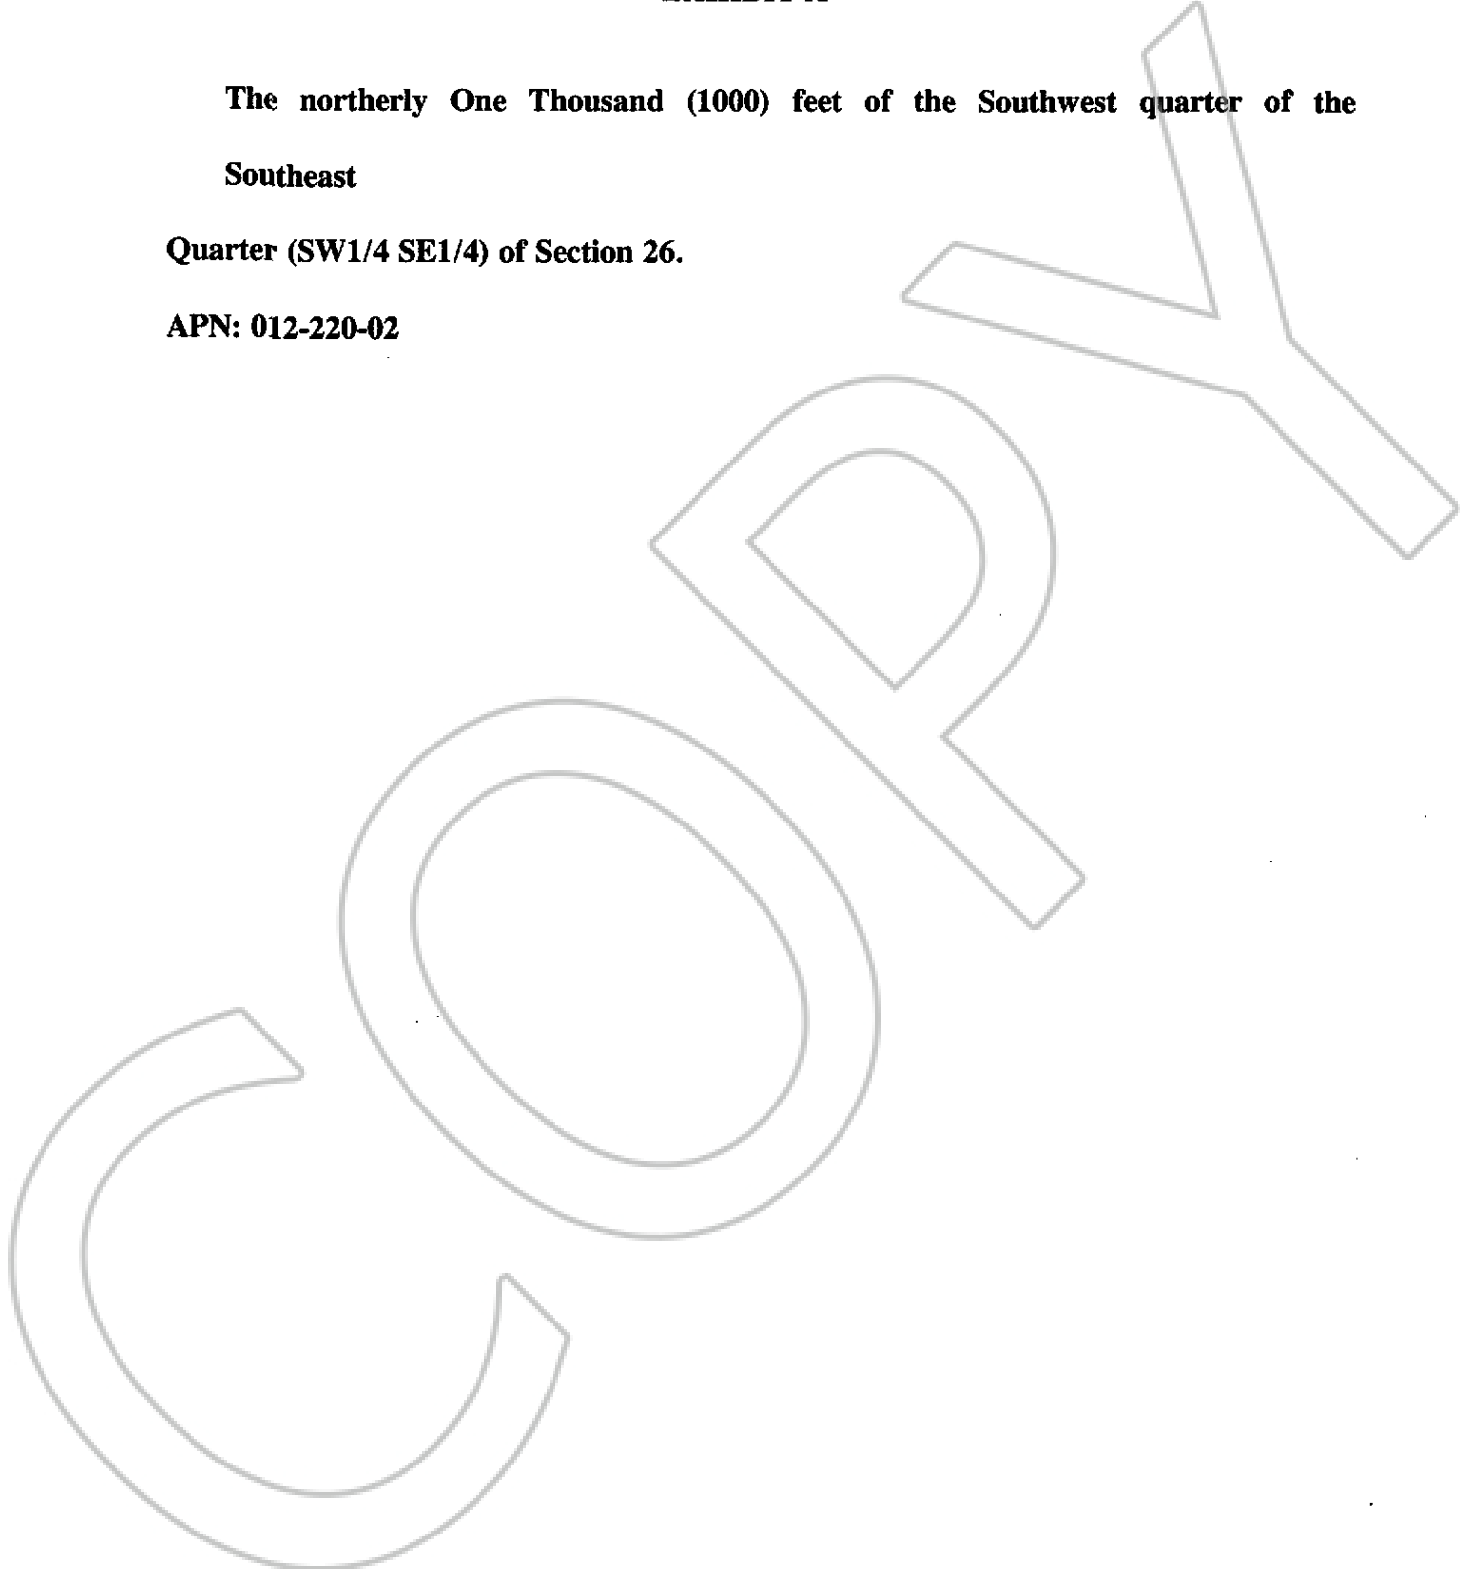 The northerly One Thousand (1000) feet of the Southwest quarter of the
Southeast
Quarter (SW1/4 SE1/4) of Section 26.
APN: 012-220-02
COPY